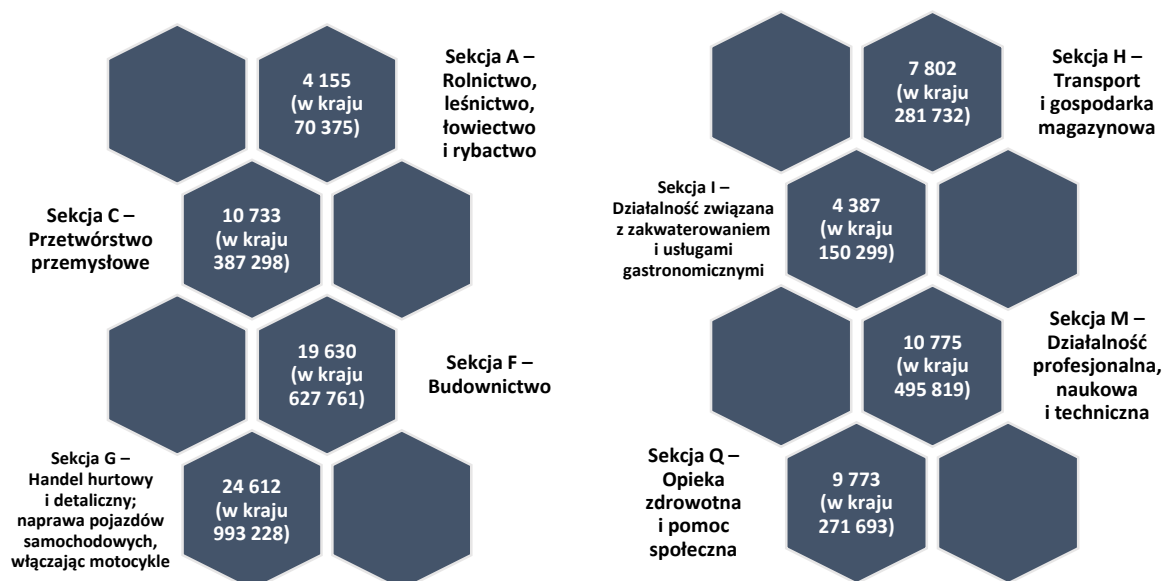 4 155
(w kraju
70 375)
Sekcja A –
Rolnictwo,
leśnictwo,
łowiectwo
i rybactwo
Sekcja C –
Przetwórstwo
przemysłowe
10 733
(w kraju
387 298)
19 630
(w kraju
627 761)
Sekcja F –
Budownictwo
Sekcja G –
Handel hurtowy
i detaliczny;
naprawa pojazdów
samochodowych,
włączając motocykle
24 612
(w kraju
993 228)
7 802
(w kraju
281 732)
Sekcja H –
Transport
i gospodarka
magazynowa
Sekcja I –
Działalność związana
z zakwaterowaniem
i usługami
gastronomicznymi
4 387
(w kraju
150 299)
10 775
(w kraju
495 819)
Sekcja M –
Działalność
profesjonalna,
naukowa
i techniczna
Sekcja Q –
Opieka
zdrowotna
i pomoc
społeczna
9 773
(w kraju
271 693)